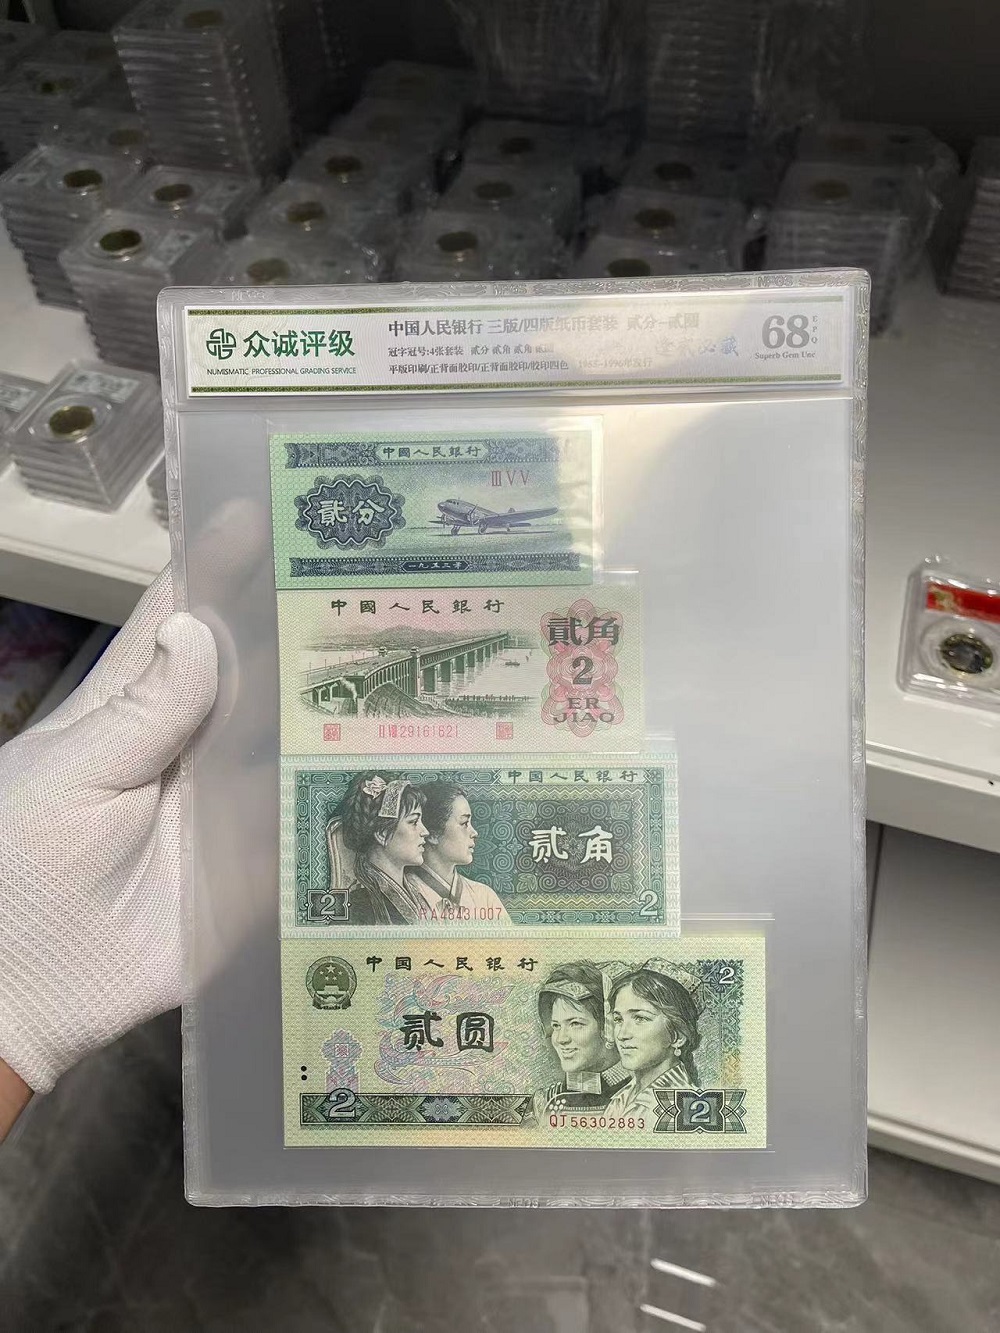 众诚评级
NUMISMATIC PROFESSIONAL GRADING SERVICE
中国人民银行 三版/四版纸币套装 贰分-贰圆
冠字冠号:4张套装 贰分 贰角 贰角 贰圆
平版印刷/正背面胶印/正背面胶印/胶印四色
68
EPQ
Superb Gem Unc
中國人民銀行
ⅢⅤⅤ
貳分
一九五三年
中國人民銀行
貳角
2
ER
JIAO
ⅡⅧ29161621
中国人民银行
贰角
2
2
RA48431007
中国人民银行
2
贰圆
2
2
QJ56302883